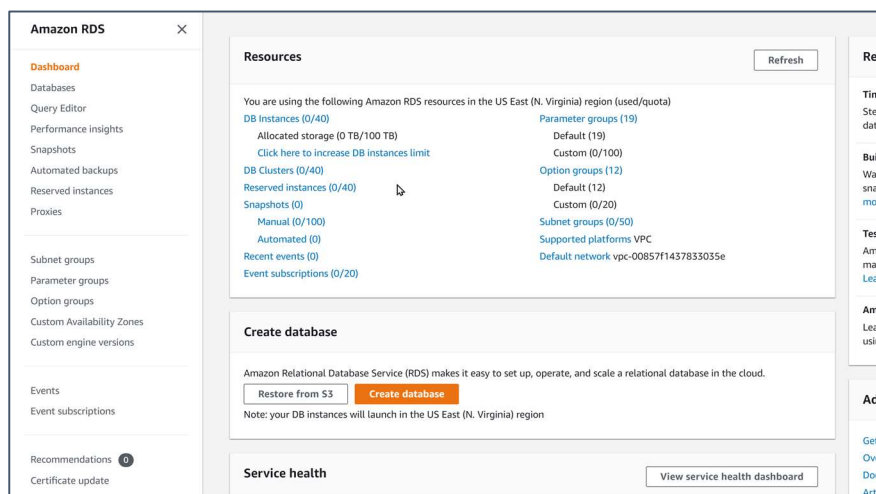 Amazon RDS
Dashboard
Databases
Query Editor
Performance insights
Snapshots
Automated backups
Reserved instances
Proxies
Subnet groups
Parameter groups
Option groups
Custom Availability Zones
Custom engine versions
Events
Event subscriptions
Recommendations 0
Certificate update
Resources
Refresh
You are using the following Amazon RDS resources in the US East (N. Virginia) region (used/quota)
DB Instances (0/40)
Allocated storage (0 TB/100 TB)
Click here to increase DB instances limit
DB Clusters (0/40)
Reserved instances (0/40)
Snapshots (0)
Manual (0/100)
Automated (0)
Recent events (0)
Event subscriptions (0/20)
Parameter groups (19)
Default (19)
Custom (0/100)
Option groups (12)
Default (12)
Custom (0/20)
Subnet groups (0/50)
Supported platforms VPC
Default network vpc-00857f1437833035e
Create database
Amazon Relational Database Service (RDS) makes it easy to set up, operate, and scale a relational database in the cloud.
Restore from S3 Create database
Note: your DB instances will launch in the US East (N. Virginia) region
Service health
View service health dashboard